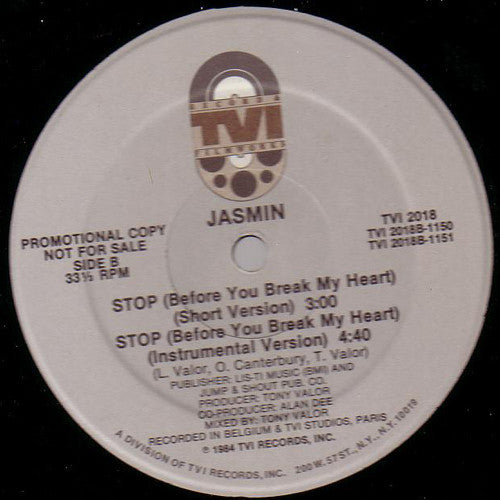 RECORDS &
TVI
FILMWORKS
JASMIN
PROMOTIONAL COPY
NOT FOR SALE
SIDE B
33⅓ RPM
TVI 2018
TVI 2018B-1150
TVI 2018B-1151
STOP (Before You Break My Heart)
(Short Version) 3:00
STOP (Before You Break My Heart)
(Instrumental Version) 4:40
(L. Valor, O. Canterbury, T. Valor)
PUBLISHER: LIS-TI MUSIC (BMI) AND
JUMP & SHOUT PUB. CO.
PRODUCER: TONY VALOR
CO-PRODUCER: ALAN DEE
MIXED BY: TONY VALOR
RECORDED IN BELGIUM & TVI STUDIOS, PARIS
℗ 1984 TVI RECORDS, INC.
A DIVISION OF TVI RECORDS, INC. 200 W. 57 ST., N.Y., N.Y. 10019